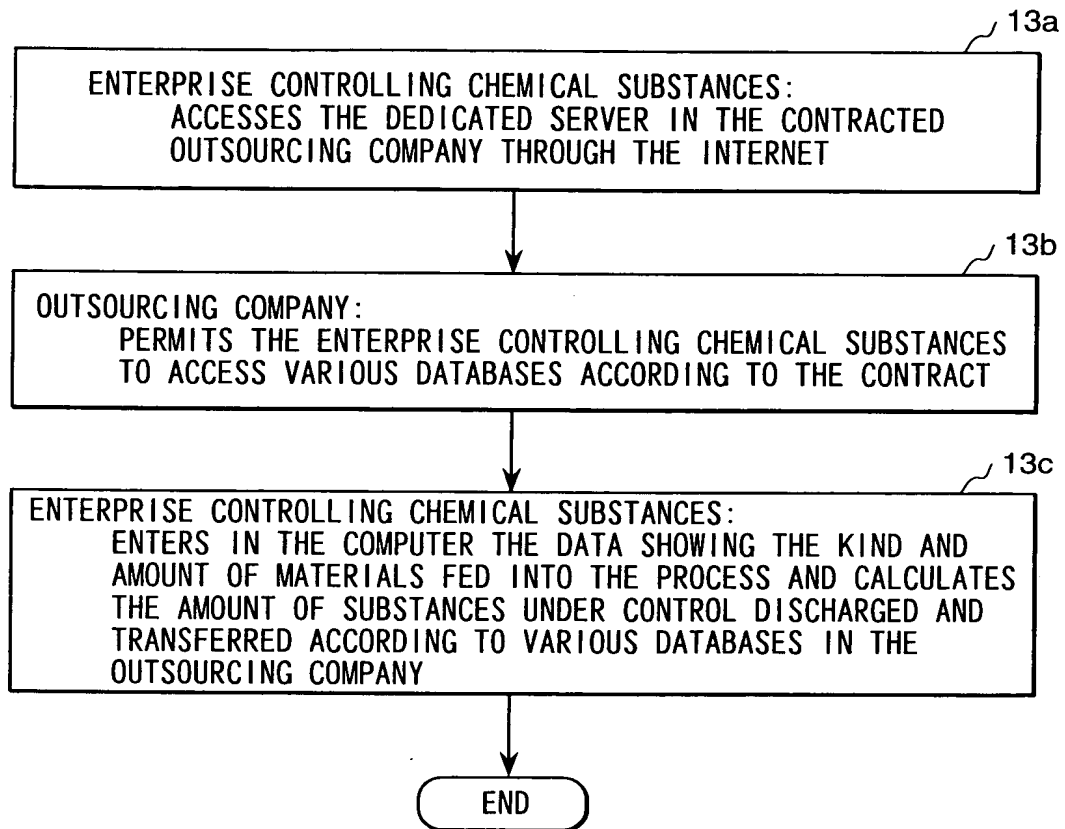 13a
ENTERPRISE CONTROLLING CHEMICAL SUBSTANCES:
ACCESSES THE DEDICATED SERVER IN THE CONTRACTED
OUTSOURCING COMPANY THROUGH THE INTERNET
13b
OUTSOURCING COMPANY:
PERMITS THE ENTERPRISE CONTROLLING CHEMICAL SUBSTANCES
TO ACCESS VARIOUS DATABASES ACCORDING TO THE CONTRACT
13c
ENTERPRISE CONTROLLING CHEMICAL SUBSTANCES:
ENTERS IN THE COMPUTER THE DATA SHOWING THE KIND AND
AMOUNT OF MATERIALS FED INTO THE PROCESS AND CALCULATES
THE AMOUNT OF SUBSTANCES UNDER CONTROL DISCHARGED AND
TRANSFERRED ACCORDING TO VARIOUS DATABASES IN THE
OUTSOURCING COMPANY
END